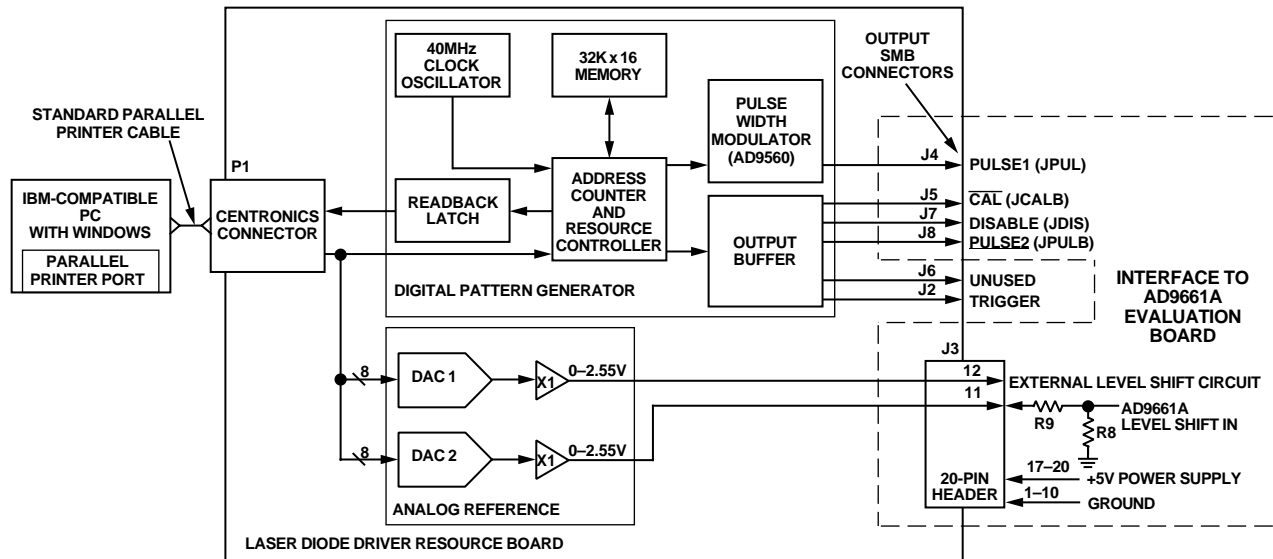 40MHz
CLOCK
OSCILLATOR
32K x 16
MEMORY
OUTPUT
SMB
CONNECTORS
STANDARD PARALLEL
PRINTER CABLE
PULSE
WIDTH
MODULATOR
(AD9560)
P1
J4
PULSE1 (JPUL)
IBM-COMPATIBLE
PC
WITH WINDOWS
PARALLEL
PRINTER PORT
CENTRONICS
CONNECTOR
READBACK
LATCH
ADDRESS
COUNTER
AND
RESOURCE
CONTROLLER
OUTPUT
BUFFER
J5
CAL (JCALB)
J7
DISABLE (JDIS)
J8
PULSE2 (JPULB)
J6
UNUSED
J2
TRIGGER
DIGITAL PATTERN GENERATOR
INTERFACE TO
AD9661A
EVALUATION
BOARD
J3
8
DAC 1
X1
0–2.55V
12
EXTERNAL LEVEL SHIFT CIRCUIT
11
R9
AD9661A
LEVEL SHIFT IN
R8
8
DAC 2
X1
0–2.55V
20-PIN
HEADER
17–20
+5V POWER SUPPLY
1–10
GROUND
ANALOG REFERENCE
LASER DIODE DRIVER RESOURCE BOARD